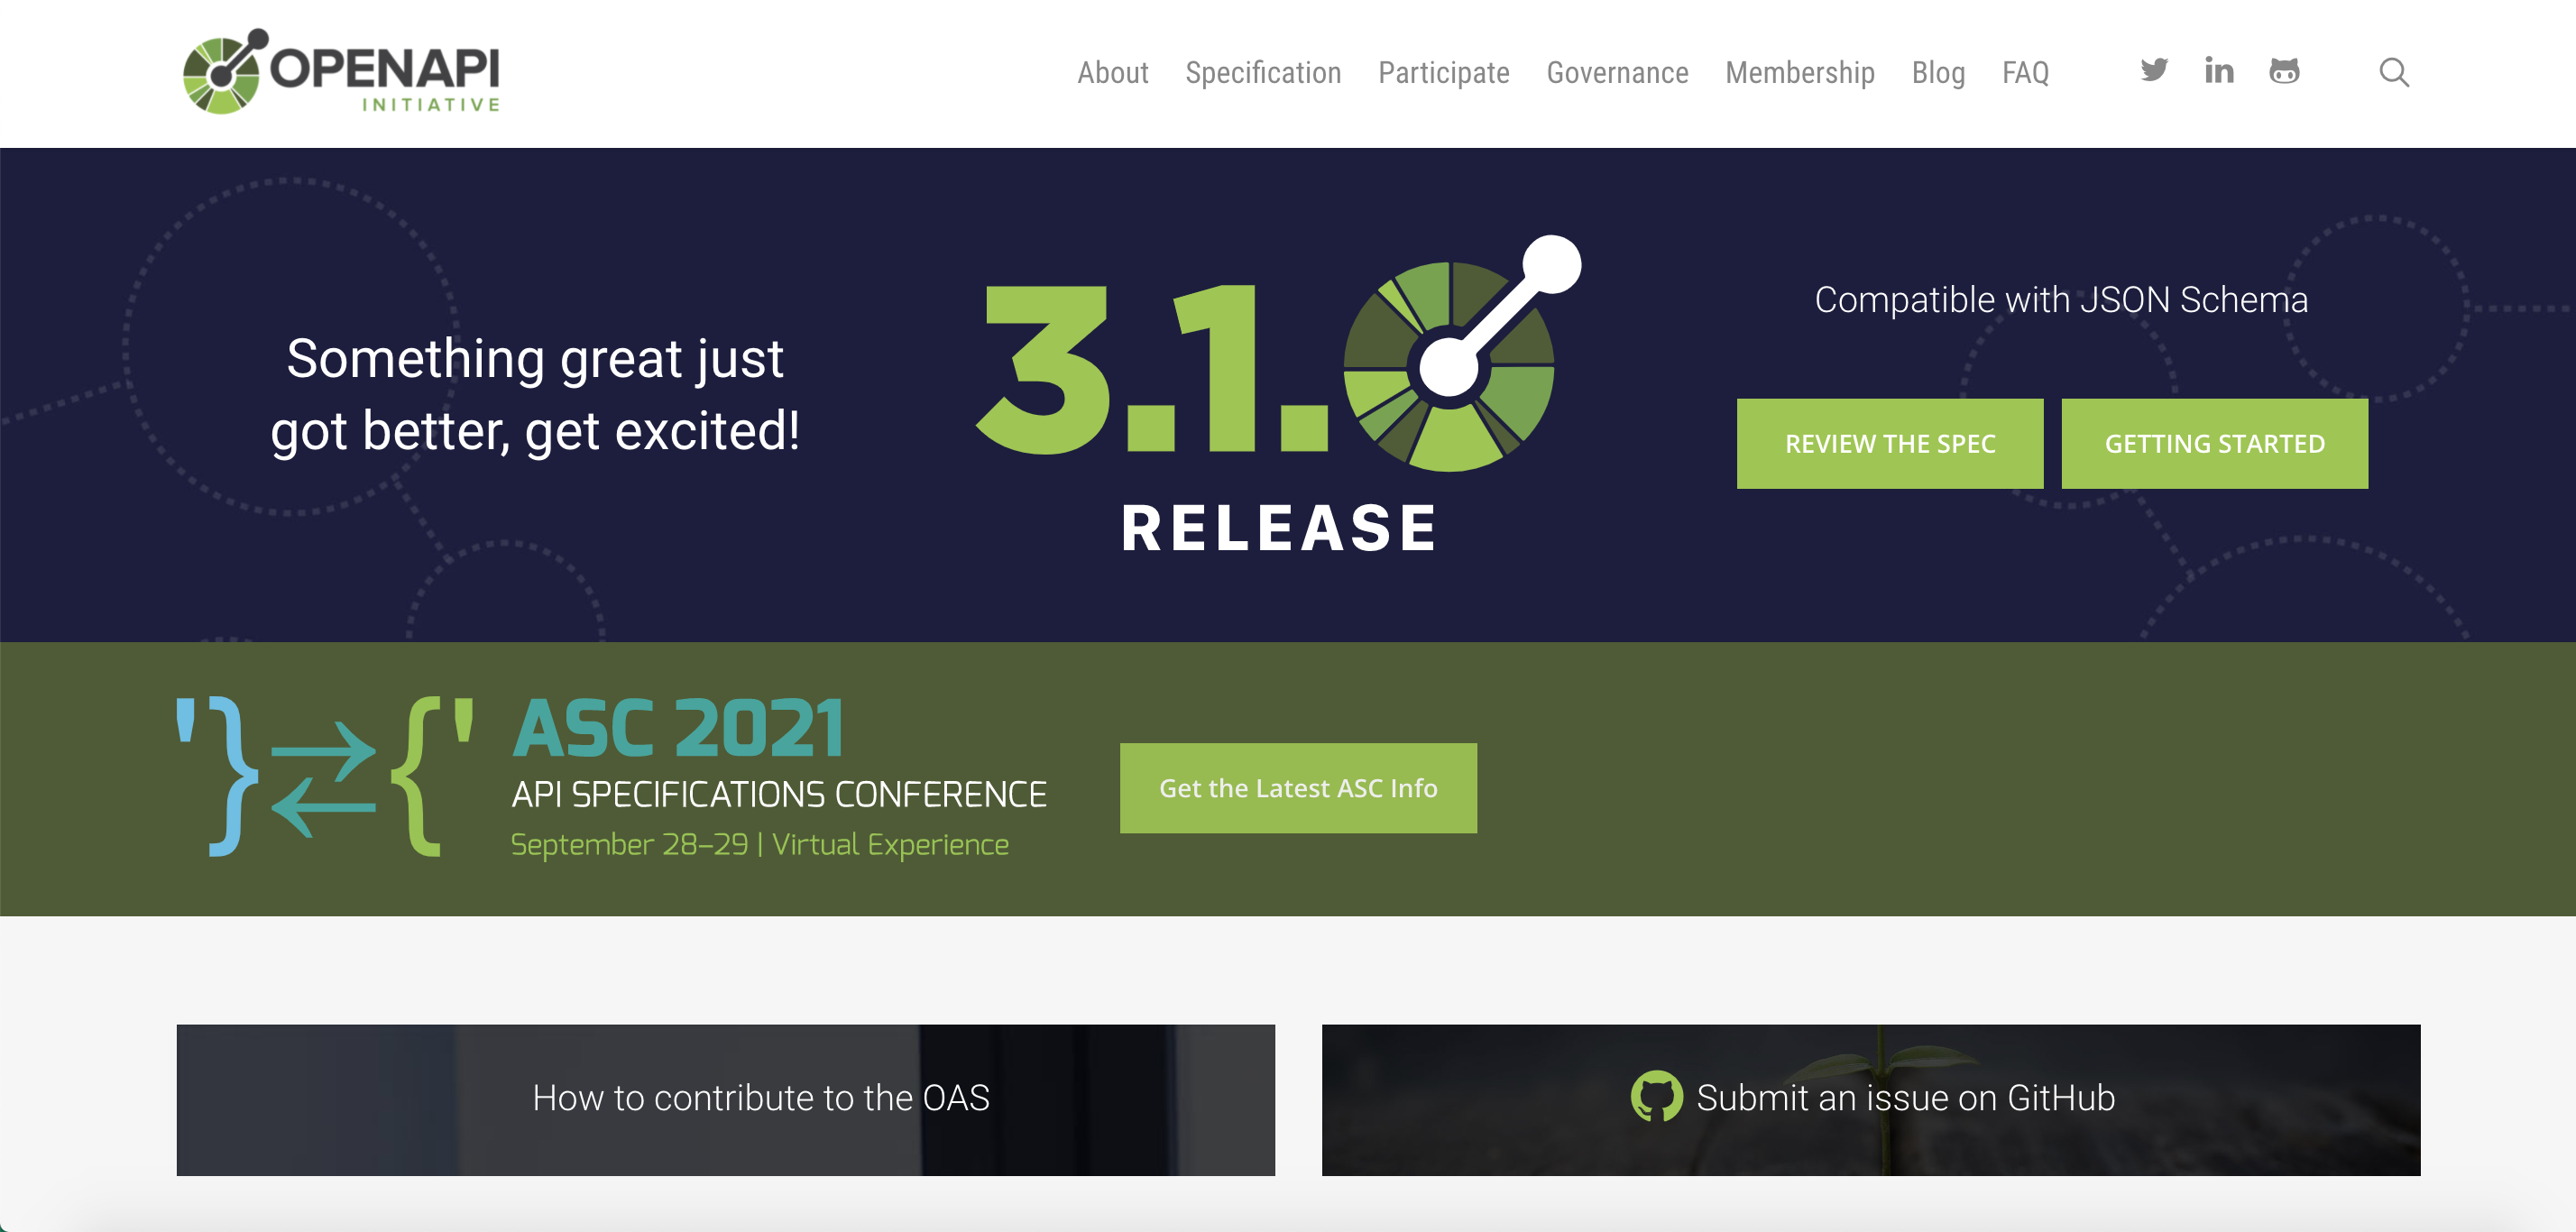 OPENAPI
INITIATIVE
About Specification Participate Governance Membership Blog FAQ
Something great just
got better, get excited!
3.1.0
RELEASE
Compatible with JSON Schema
REVIEW THE SPEC
GETTING STARTED
'}{'
ASC 2021
API SPECIFICATIONS CONFERENCE
September 28–29 | Virtual Experience
Get the Latest ASC Info
How to contribute to the OAS
Submit an issue on GitHub